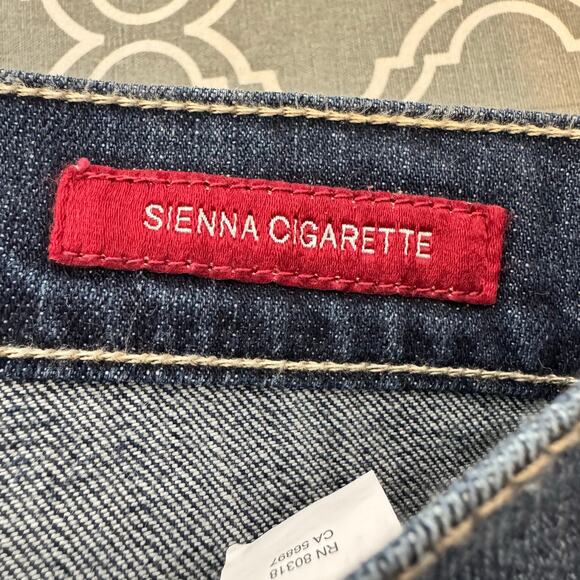 SIENNA CIGARETTE
RN 80318
CA 56897